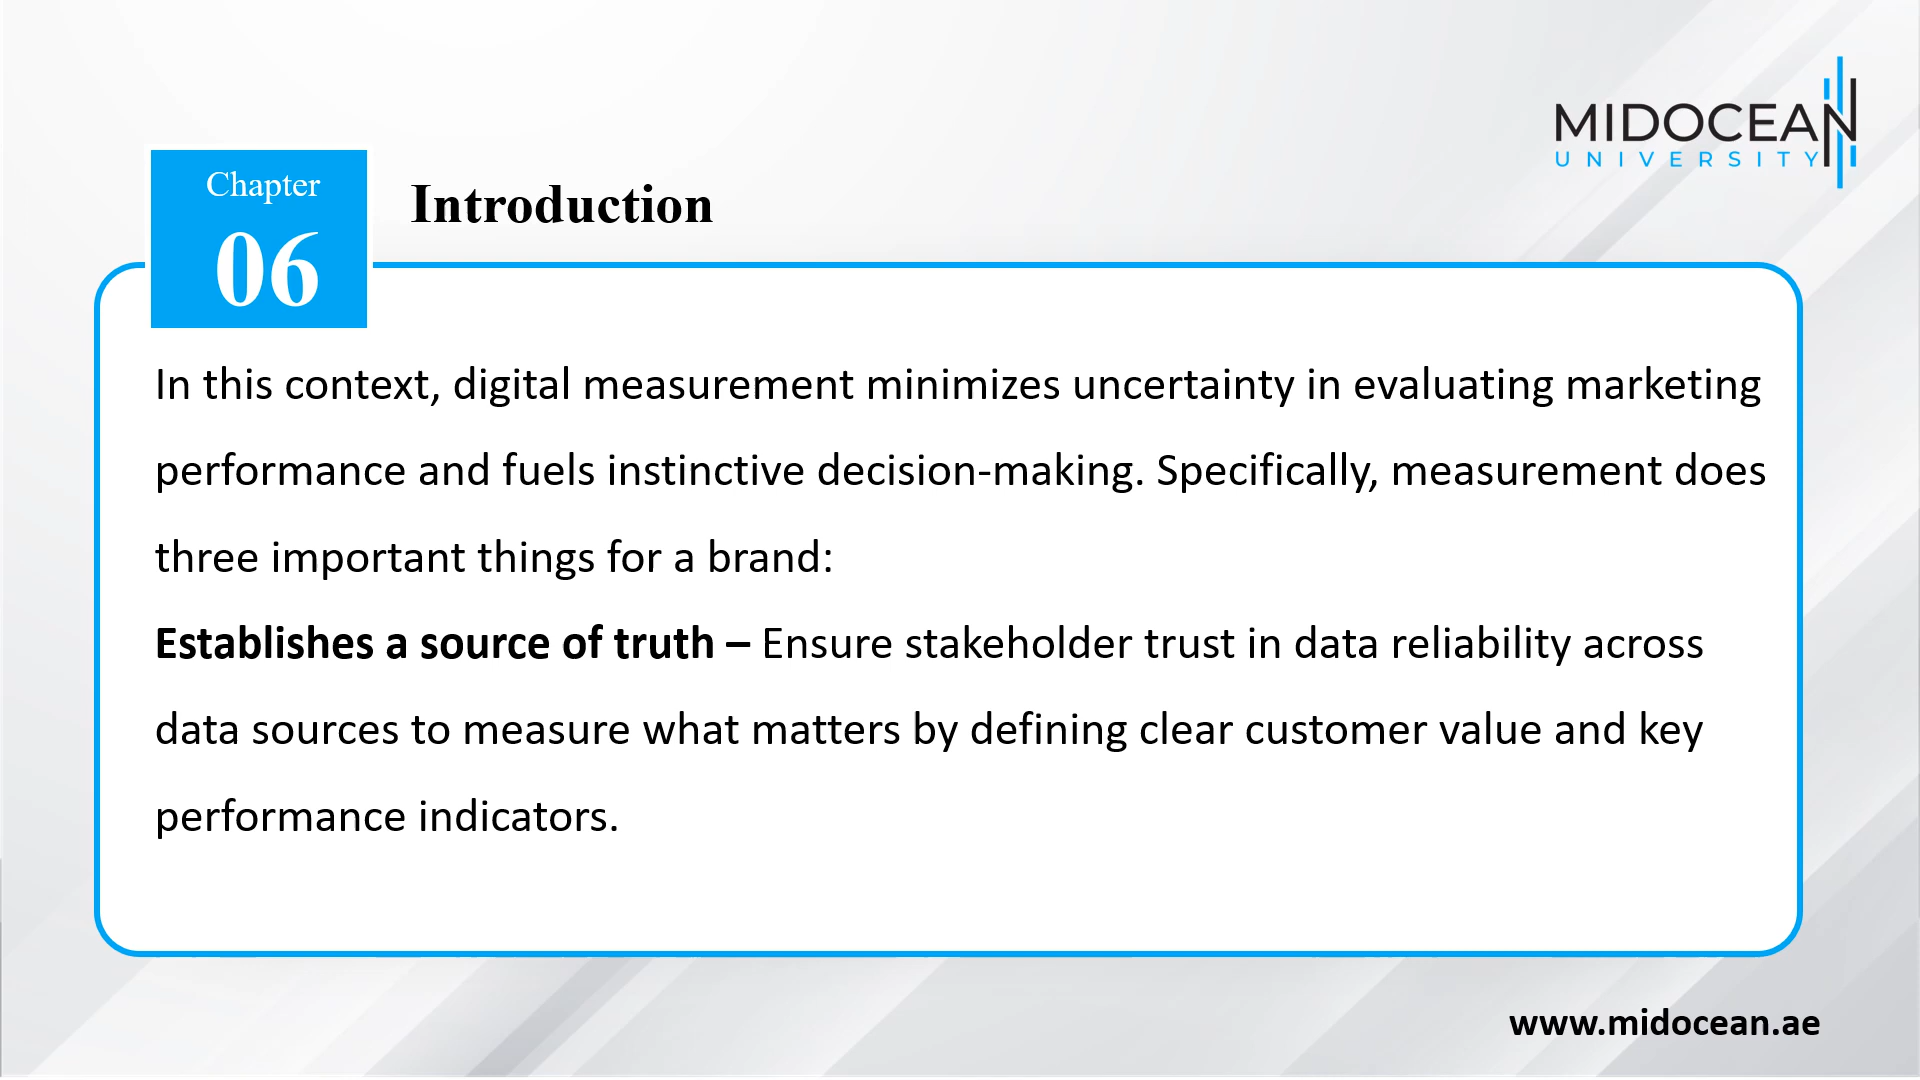 MIDOCEAN
UNIVERSITY
Chapter
06
Introduction
In this context, digital measurement minimizes uncertainty in evaluating marketing
performance and fuels instinctive decision-making. Specifically, measurement does
three important things for a brand:
Establishes a source of truth – Ensure stakeholder trust in data reliability across
data sources to measure what matters by defining clear customer value and key
performance indicators.
www.midocean.ae